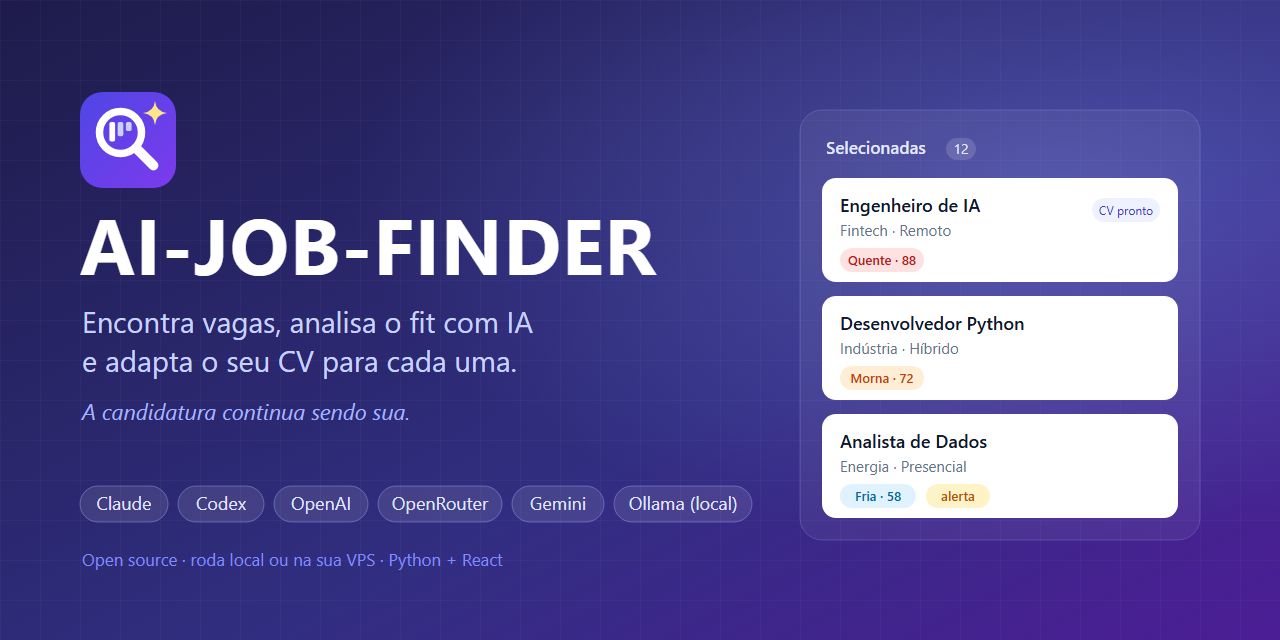 AI-JOB-FINDER
Encontra vagas, analisa o fit com IA
e adapta o seu CV para cada uma.
A candidatura continua sendo sua.
Claude
Codex
OpenAI
OpenRouter
Gemini
Ollama (local)
Open source · roda local ou na sua VPS · Python + React
Selecionadas 12
Engenheiro de IA
CV pronto
Fintech · Remoto
Quente · 88
Desenvolvedor Python
Indústria · Híbrido
Morna · 72
Analista de Dados
Energia · Presencial
Fria · 58
alerta